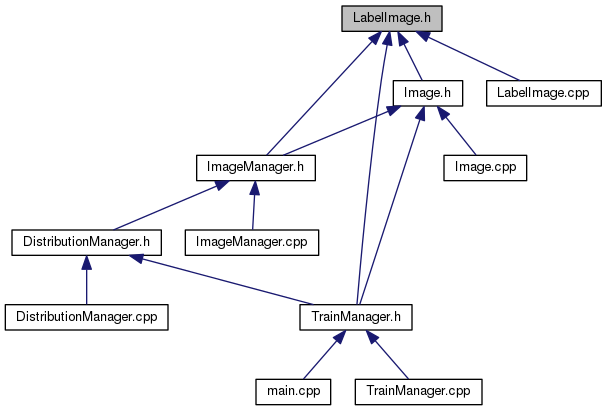 LabelImage.h
Image.h
LabelImage.cpp
ImageManager.h
Image.cpp
DistributionManager.h
ImageManager.cpp
DistributionManager.cpp
TrainManager.h
main.cpp
TrainManager.cpp